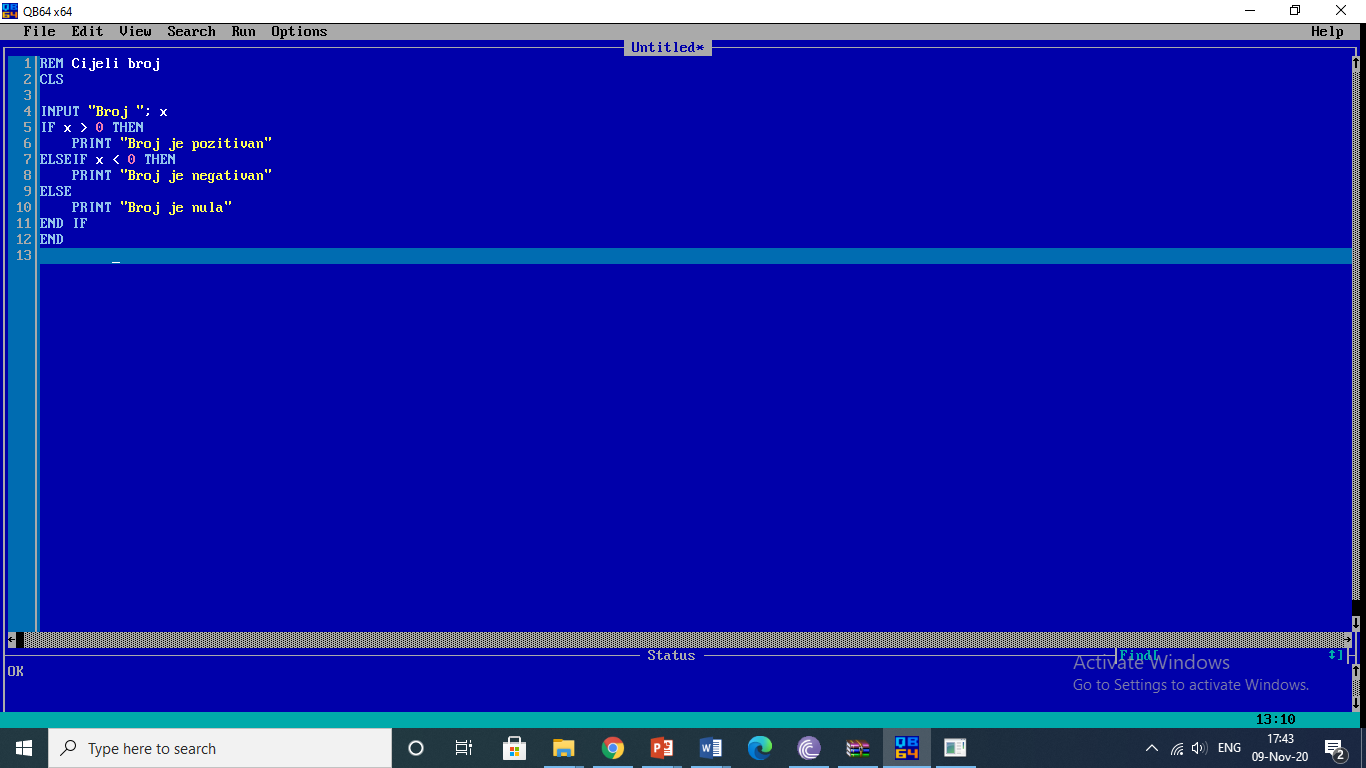 QB64 x64
File Edit View Search Run Options Help
Untitled*
1 REM Cijeli broj
2 CLS
3
4 INPUT "Broj "; x
5 IF x > 0 THEN
6     PRINT "Broj je pozitivan"
7 ELSEIF x < 0 THEN
8     PRINT "Broj je negativan"
9 ELSE
10     PRINT "Broj je nula"
11 END IF
12 END
13
Status
Find[
OK
Activate Windows
Go to Settings to activate Windows.
13:10
Type here to search
ENG
17:43
09-Nov-20
2